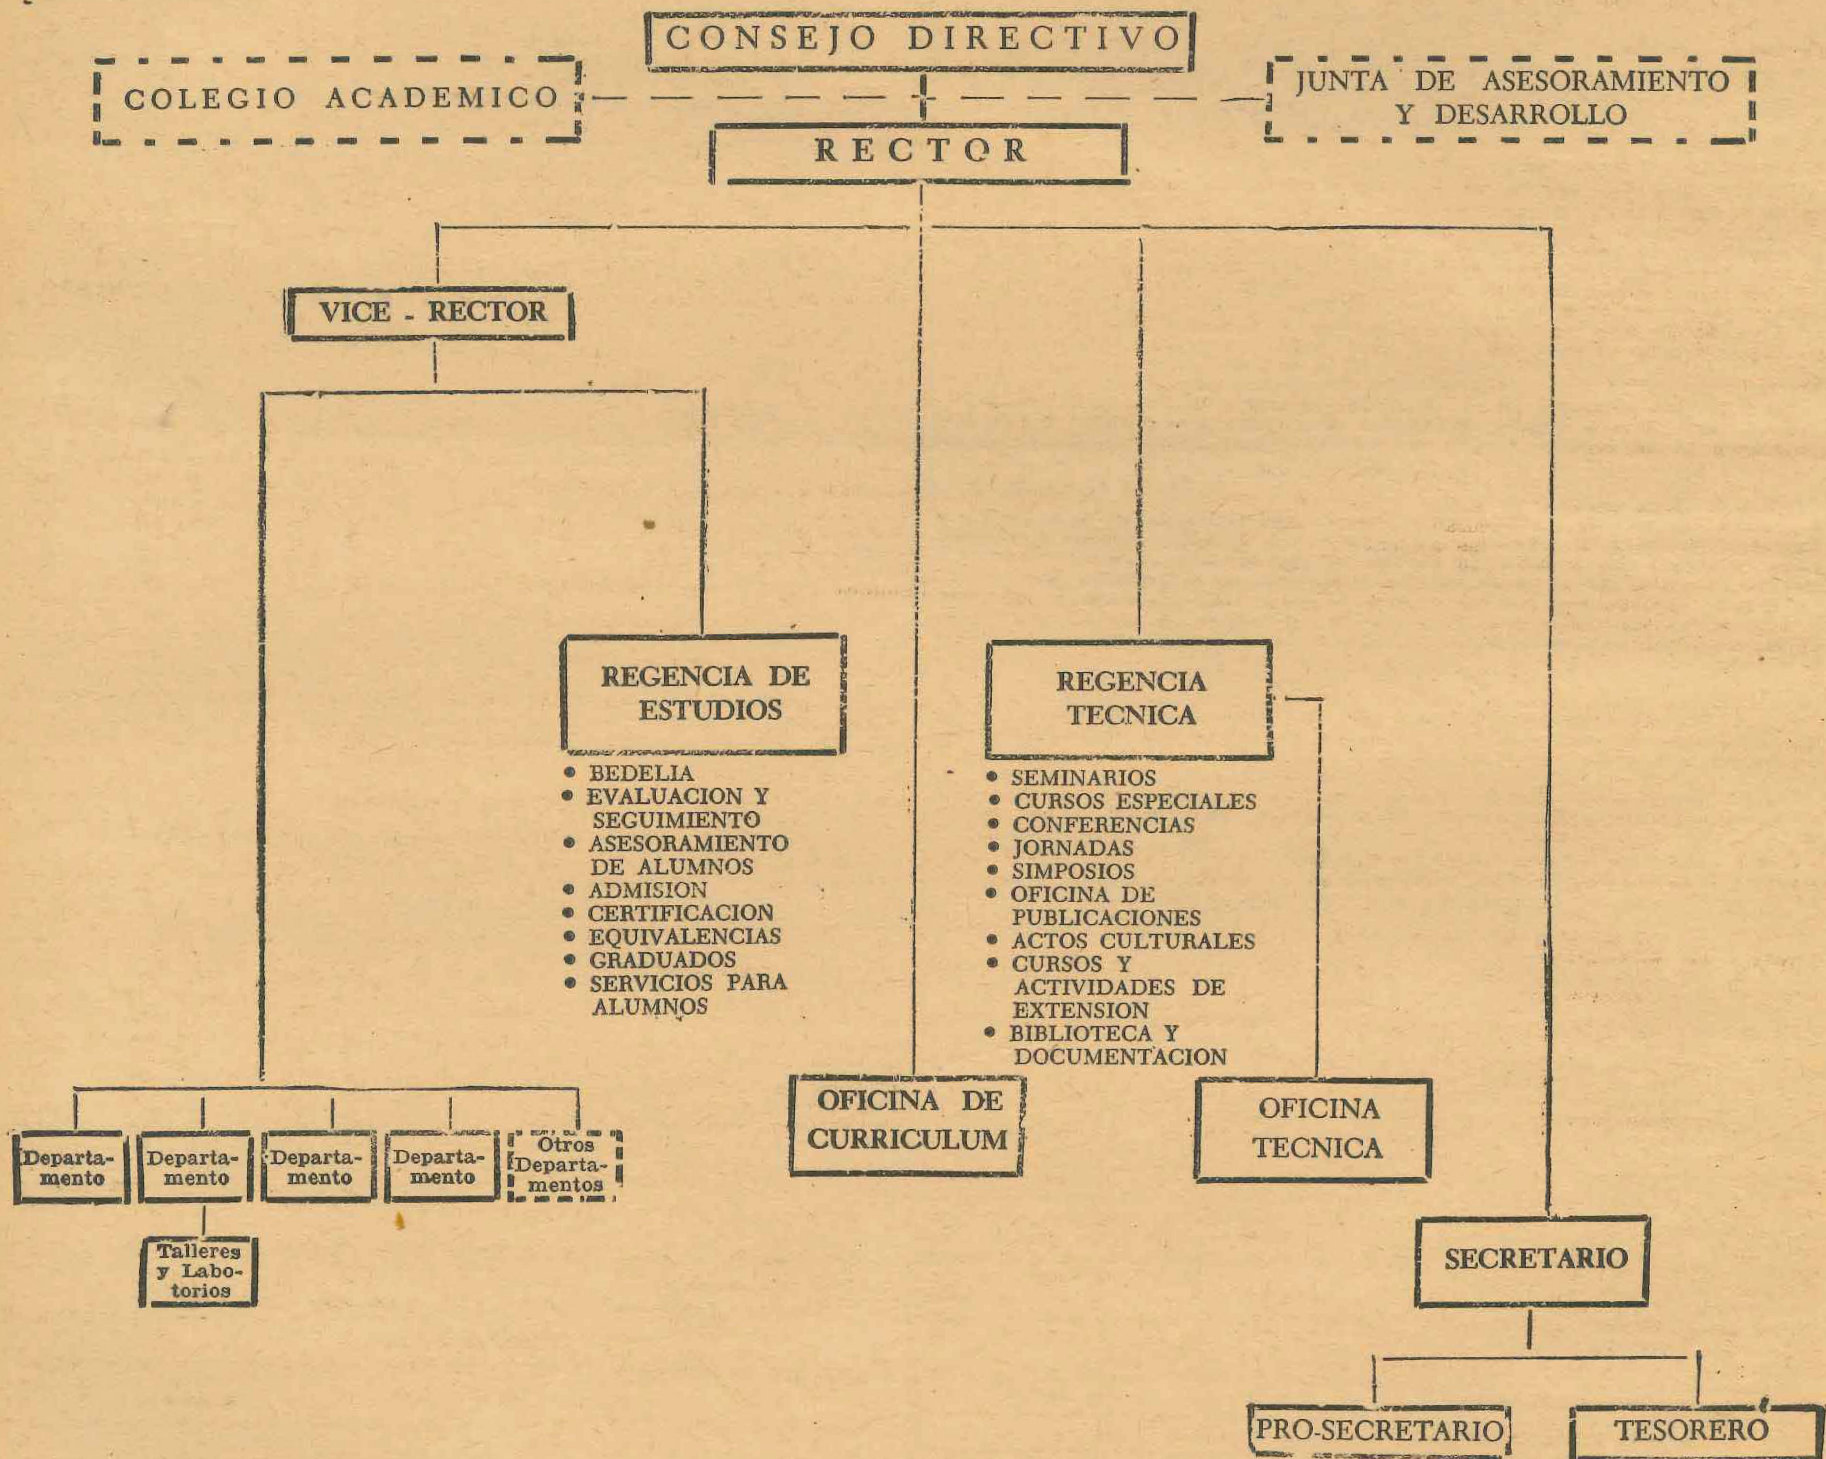 CONSEJO DIRECTIVO
COLEGIO ACADEMICO
JUNTA DE ASESORAMIENTO
Y DESARROLLO
RECTOR
VICE - RECTOR
REGENCIA DE
ESTUDIOS
• BEDELIA
• EVALUACION Y
SEGUIMIENTO
• ASESORAMIENTO
DE ALUMNOS
• ADMISION
• CERTIFICACION
• EQUIVALENCIAS
• GRADUADOS
• SERVICIOS PARA
ALUMNOS
REGENCIA
TECNICA
• SEMINARIOS
• CURSOS ESPECIALES
• CONFERENCIAS
• JORNADAS
• SIMPOSIOS
• OFICINA DE
PUBLICACIONES
• ACTOS CULTURALES
• CURSOS Y
ACTIVIDADES DE
EXTENSION
• BIBLIOTECA Y
DOCUMENTACION
OFICINA DE
CURRICULUM
OFICINA
TECNICA
Departa-
mento
Departa-
mento
Departa-
mento
Departa-
mento
Otros
Departa-
mentos
Talleres
y Labo-
torios
SECRETARIO
PRO-SECRETARIO
TESORERO